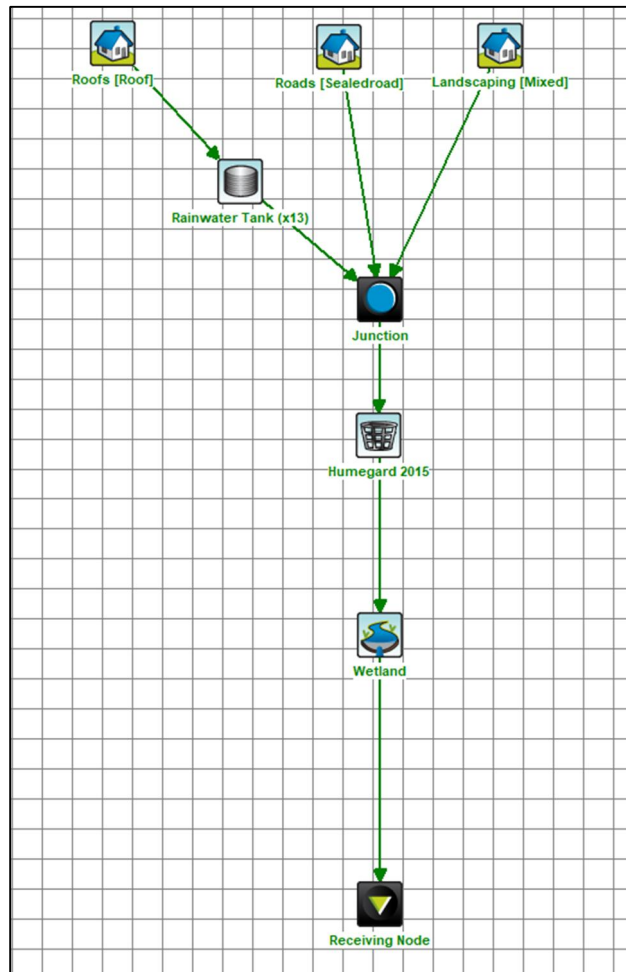 Roofs [Roof]
Roads [Sealedroad]
Landscaping [Mixed]
Rainwater Tank (x13)
Junction
Humegard 2015
Wetland
Receiving Node